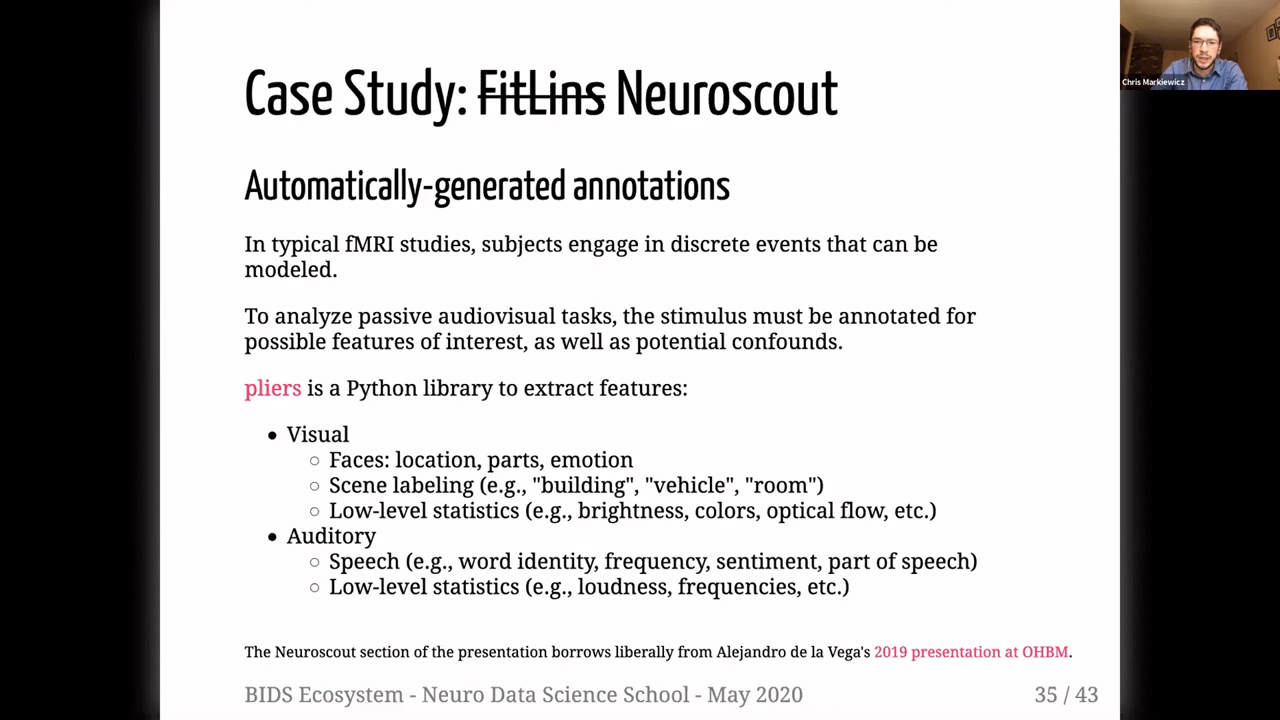 Case Study: FitLins Neuroscout
Chris Markiewicz
Automatically-generated annotations
In typical fMRI studies, subjects engage in discrete events that can be
modeled.
To analyze passive audiovisual tasks, the stimulus must be annotated for
possible features of interest, as well as potential confounds.
pliers is a Python library to extract features:
• Visual
○ Faces: location, parts, emotion
○ Scene labeling (e.g., "building", "vehicle", "room")
○ Low-level statistics (e.g., brightness, colors, optical flow, etc.)
• Auditory
○ Speech (e.g., word identity, frequency, sentiment, part of speech)
○ Low-level statistics (e.g., loudness, frequencies, etc.)
The Neuroscout section of the presentation borrows liberally from Alejandro de la Vega's 2019 presentation at OHBM.
BIDS Ecosystem - Neuro Data Science School - May 2020 35 / 43